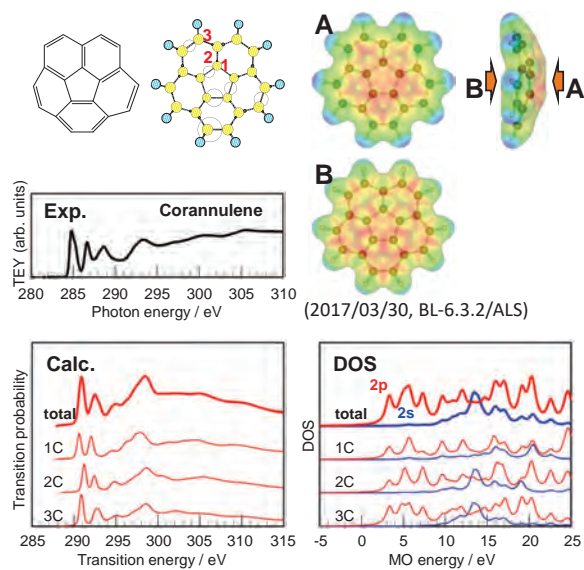 3
2
1
A
B
A
B
Exp.
Corannulene
TEY (arb. units)
280 285 290 295 300 305 310
Photon energy / eV
(2017/03/30, BL-6.3.2/ALS)
Calc.
Transition probability
total
1C
2C
3C
285 290 295 300 305 310 315
Transition energy / eV
DOS
2p
2s
DOS
total
1C
2C
3C
-5 0 5 10 15 20 25
MO energy / eV